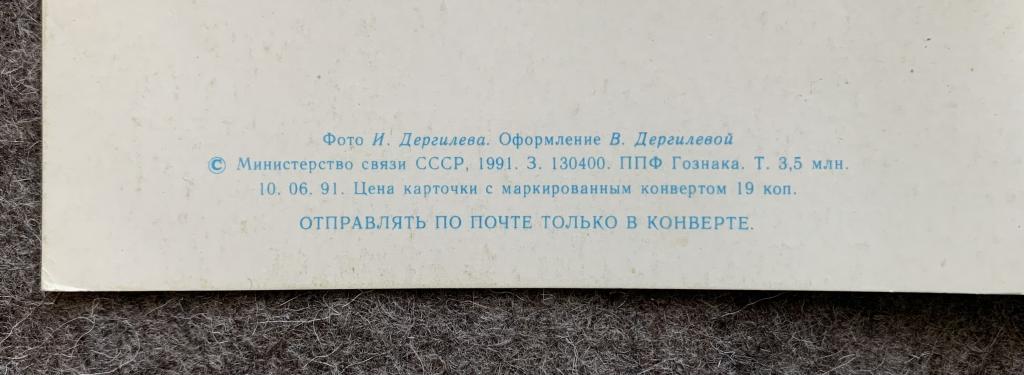 Фото И. Дергилева. Оформление В. Дергилевой
© Министерство связи СССР, 1991. З. 130400. ППФ Гознака. Т. 3,5 млн.
10. 06. 91. Цена карточки с маркированным конвертом 19 коп.
ОТПРАВЛЯТЬ ПО ПОЧТЕ ТОЛЬКО В КОНВЕРТЕ.